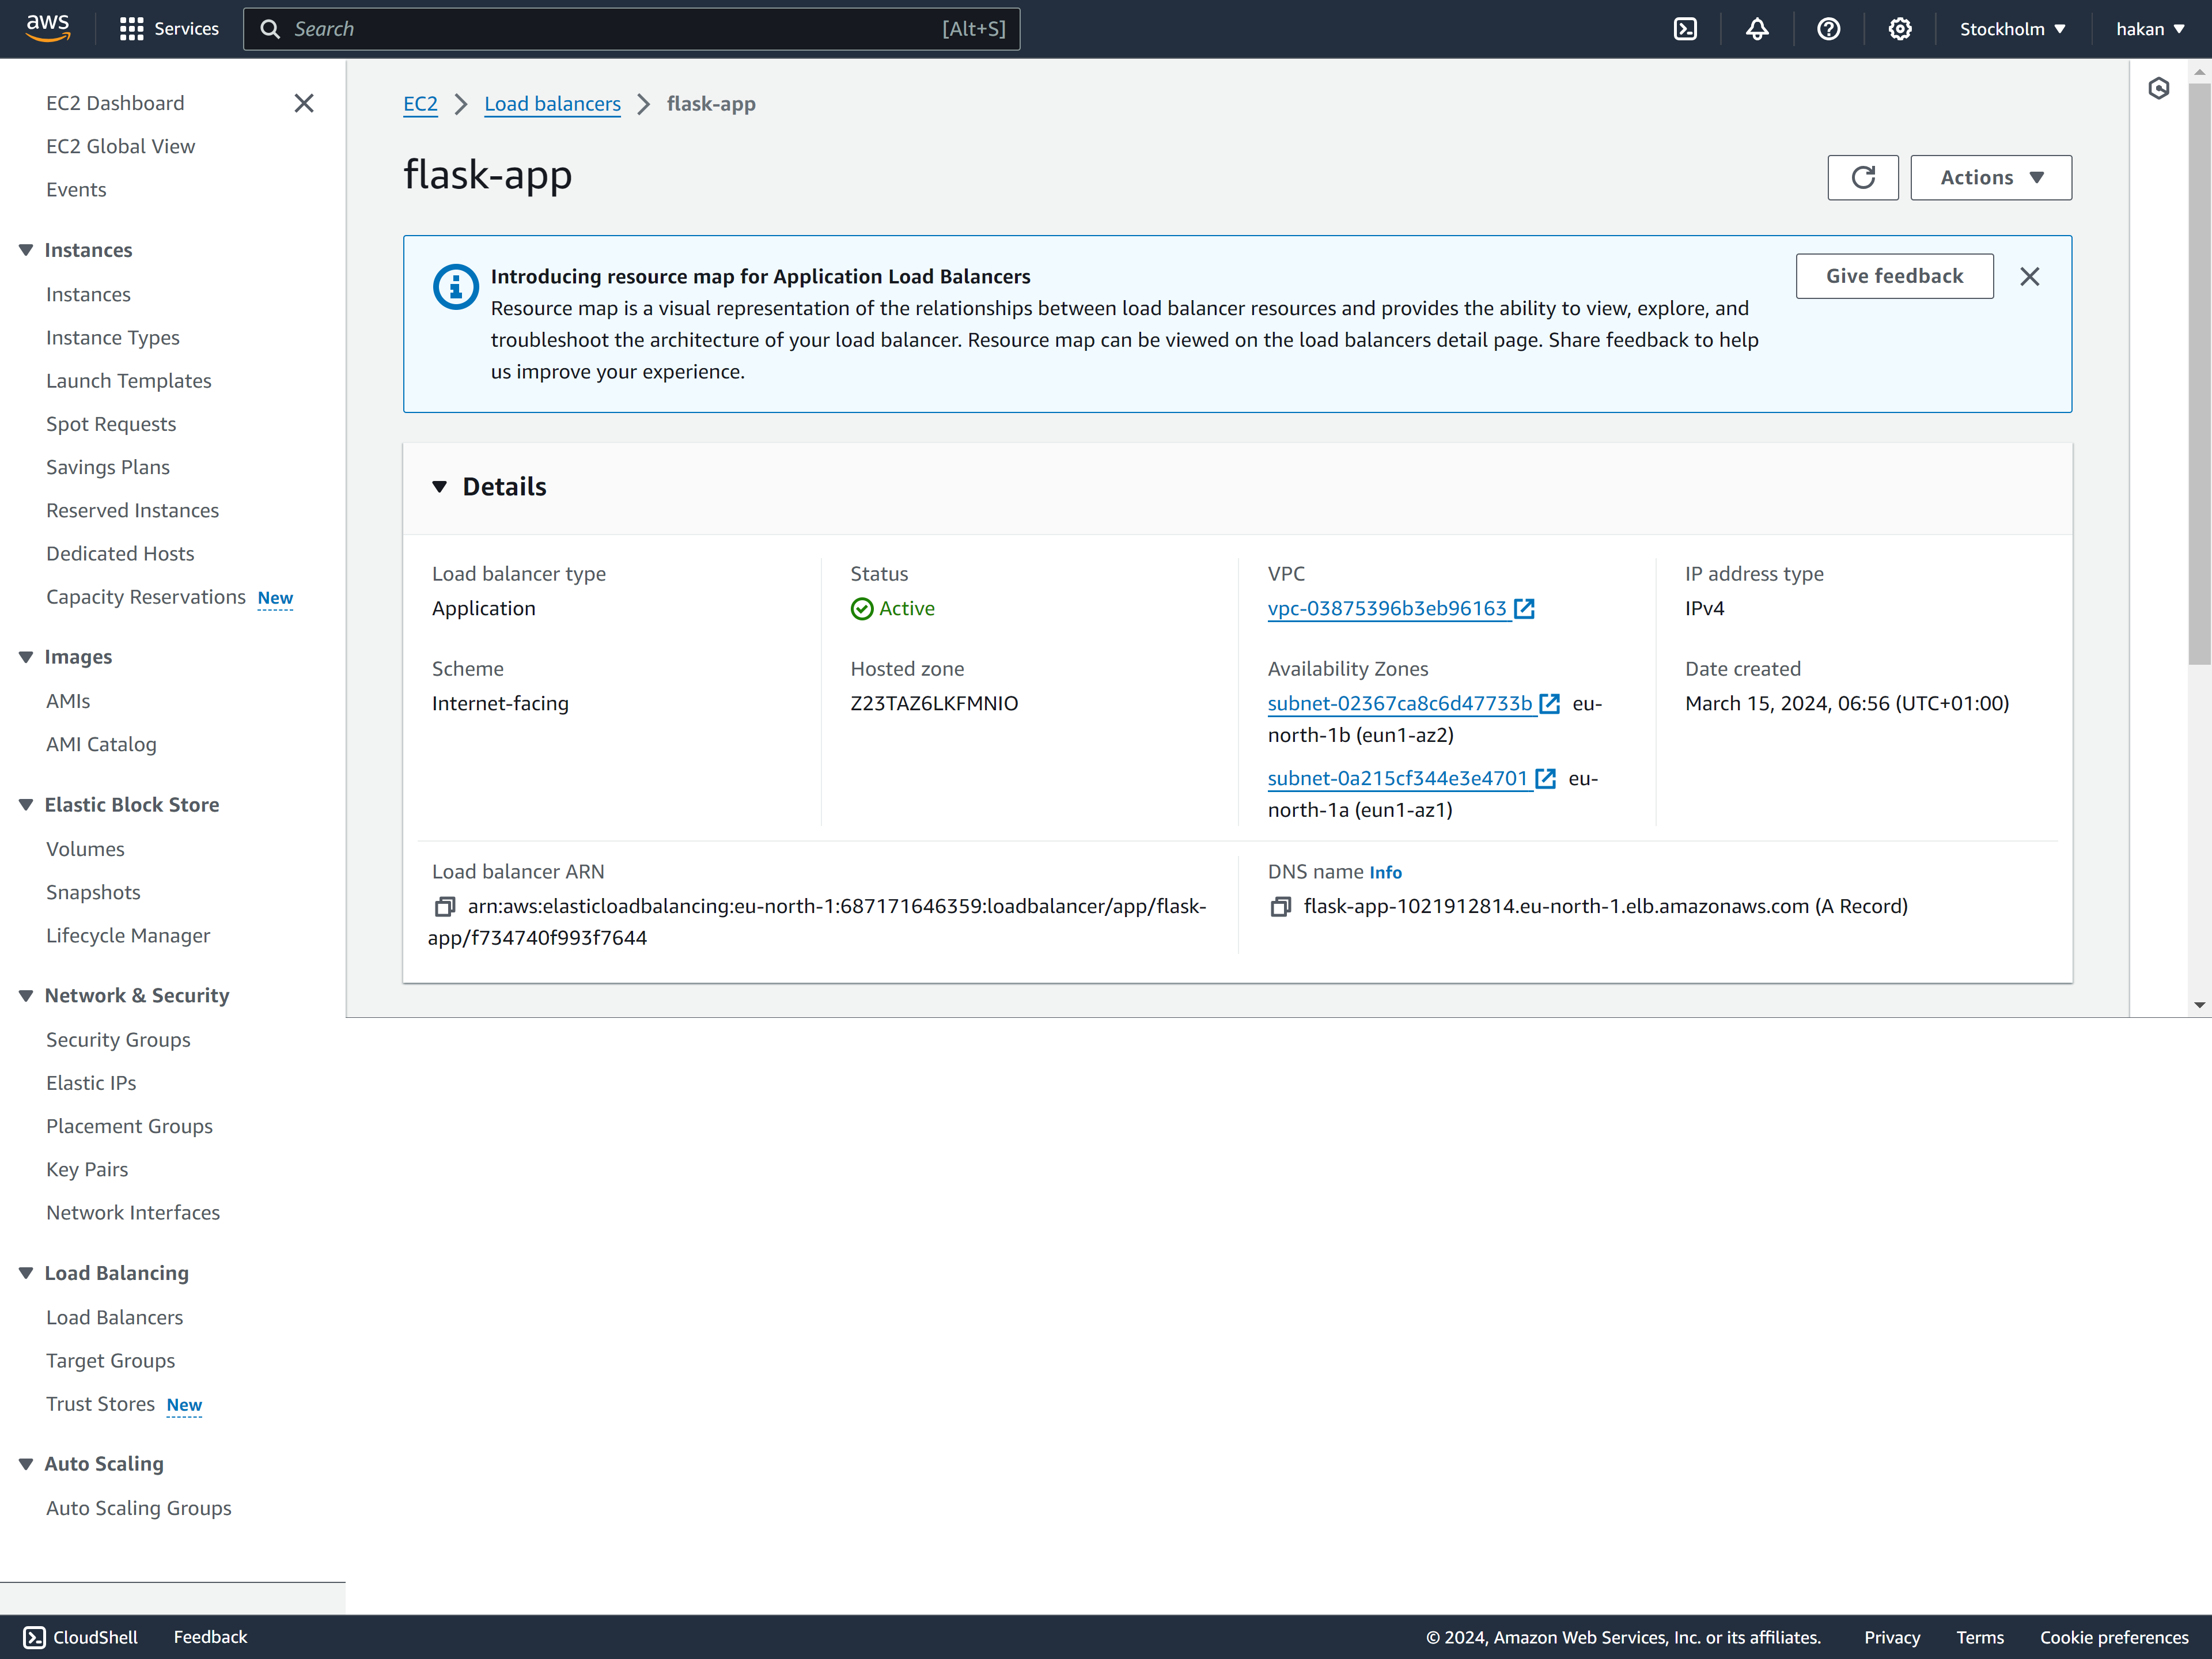 aws
Services
Search
[Alt+S]
Stockholm
hakan
EC2 Dashboard
EC2 Global View
Events
Instances
Instances
Instance Types
Launch Templates
Spot Requests
Savings Plans
Reserved Instances
Dedicated Hosts
Capacity Reservations New
Images
AMIs
AMI Catalog
Elastic Block Store
Volumes
Snapshots
Lifecycle Manager
Network & Security
Security Groups
Elastic IPs
Placement Groups
Key Pairs
Network Interfaces
Load Balancing
Load Balancers
Target Groups
Trust Stores New
Auto Scaling
Auto Scaling Groups
EC2 > Load balancers > flask-app
flask-app
Actions
Introducing resource map for Application Load Balancers
Resource map is a visual representation of the relationships between load balancer resources and provides the ability to view, explore, and
troubleshoot the architecture of your load balancer. Resource map can be viewed on the load balancers detail page. Share feedback to help
us improve your experience.
Give feedback
Details
Load balancer type
Application
Status
Active
VPC
vpc-03875396b3eb96163
IP address type
IPv4
Scheme
Internet-facing
Hosted zone
Z23TAZ6LKFMNIO
Availability Zones
subnet-02367ca8c6d47733b eu-
north-1b (eun1-az2)
subnet-0a215cf344e3e4701 eu-
north-1a (eun1-az1)
Date created
March 15, 2024, 06:56 (UTC+01:00)
Load balancer ARN
arn:aws:elasticloadbalancing:eu-north-1:687171646359:loadbalancer/app/flask-
app/f734740f993f7644
DNS name Info
flask-app-1021912814.eu-north-1.elb.amazonaws.com (A Record)
CloudShell
Feedback
© 2024, Amazon Web Services, Inc. or its affiliates.
Privacy
Terms
Cookie preferences